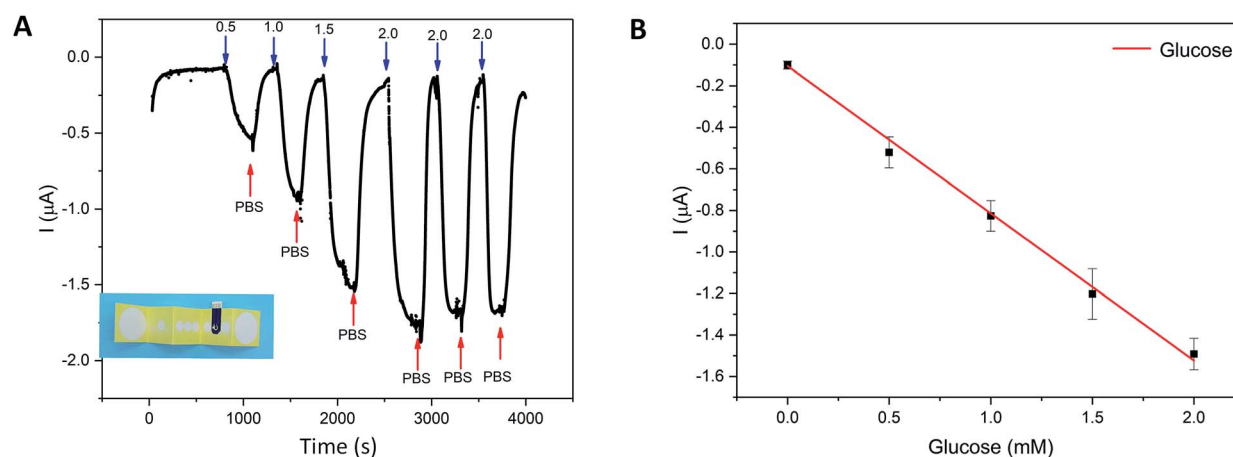 A
0.5 1.0 1.5 2.0 2.0 2.0
0.0
-0.5
-1.0
-1.5
-2.0
I (μA)
PBS
PBS
PBS
PBS PBS PBS
0 1000 2000 3000 4000
Time (s)
B
Glucose
0.0
-0.2
-0.4
-0.6
-0.8
-1.0
-1.2
-1.4
-1.6
I (μA)
0.0 0.5 1.0 1.5 2.0
Glucose (mM)